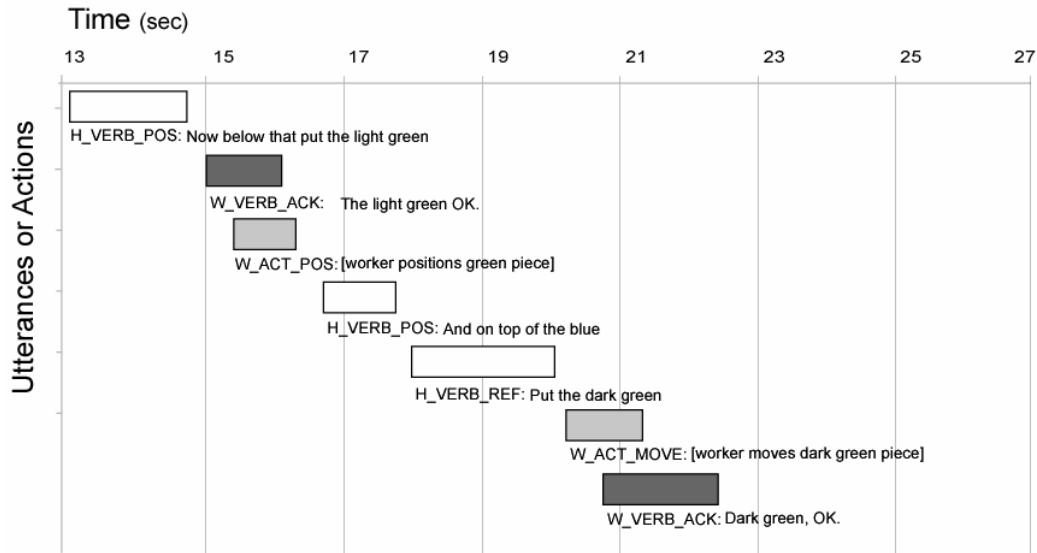 Time (sec)
13 15 17 19 21 23 25 27
Utterances or Actions
H_VERB_POS: Now below that put the light green
W_VERB_ACK: The light green OK.
W_ACT_POS: [worker positions green piece]
H_VERB_POS: And on top of the blue
H_VERB_REF: Put the dark green
W_ACT_MOVE: [worker moves dark green piece]
W_VERB_ACK: Dark green, OK.